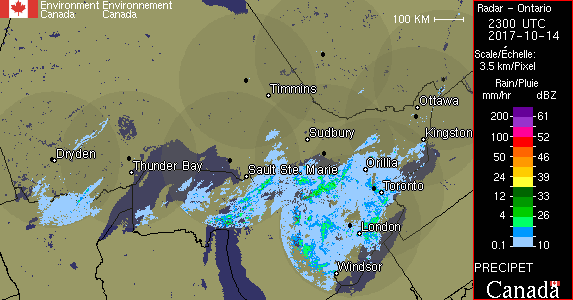 Environment Environnement
Canada Canada
100 KM
Timmins
Ottawa
Sudbury
Kingston
Dryden
Thunder Bay
Sault Ste. Marie
Orillia
Toronto
London
Windsor
Radar - Ontario
2300 UTC
2017-10-14
Scale/Échelle:
3.5 km/Pixel
Rain/Pluie
mm/hr dBZ
200 61
100 52
50 46
24 39
12 33
4 26
1 18
0.1 10
PRECIPET
Canada